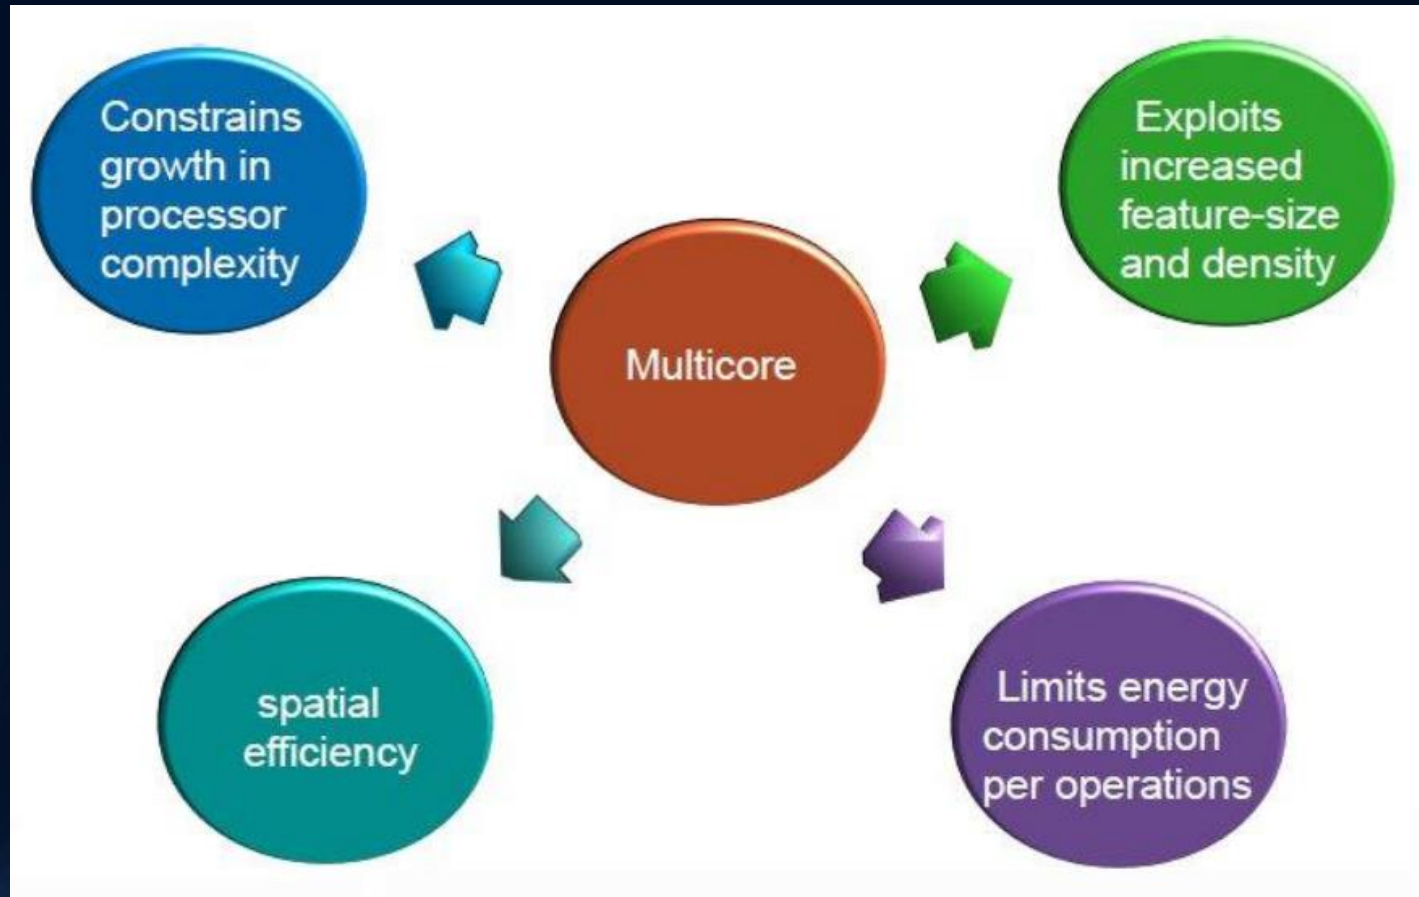 Constrains
growth in
processor
complexity
Exploits
increased
feature-size
and density
Multicore
spatial
efficiency
Limits energy
consumption
per operations